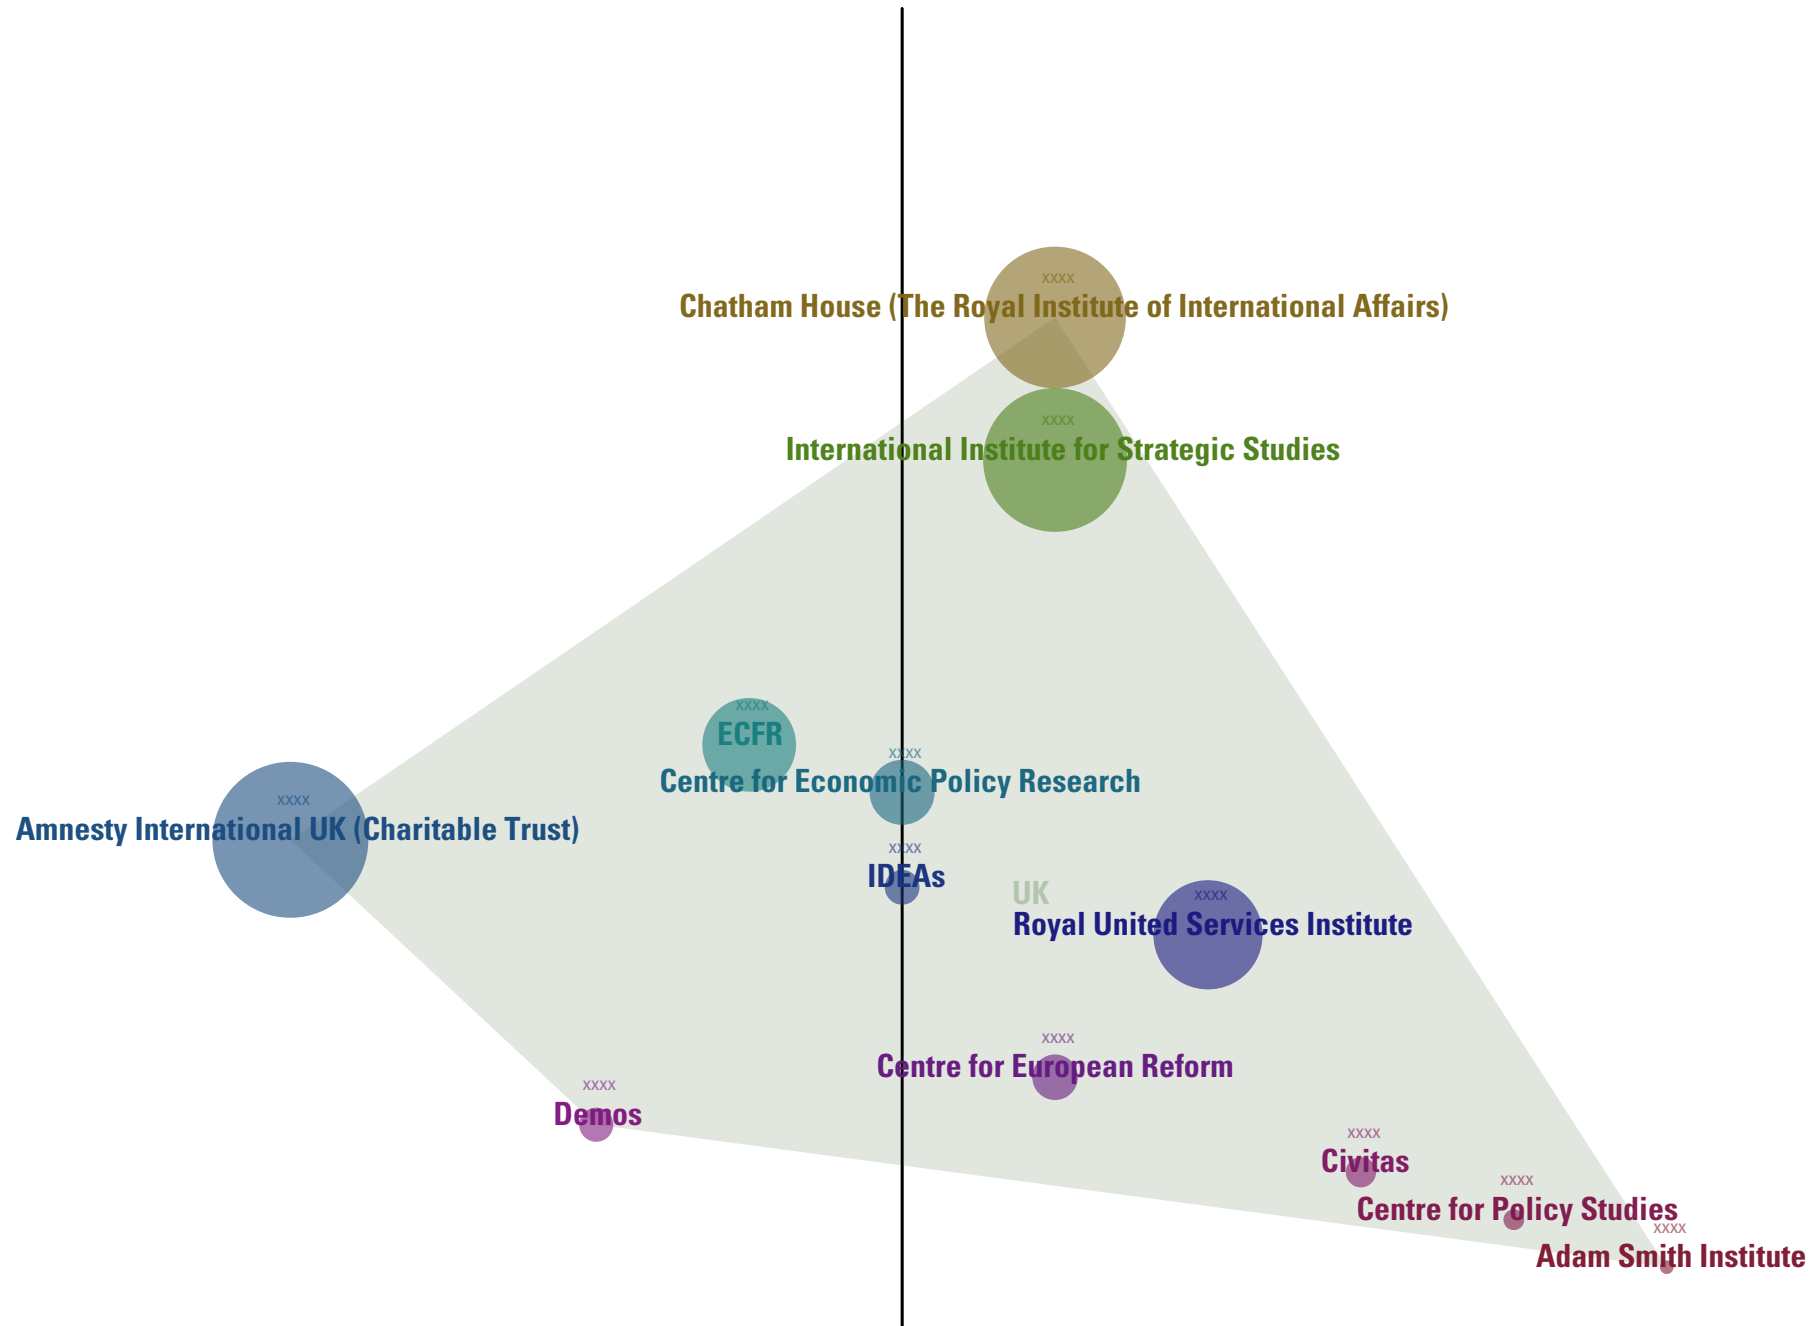 xxxx
Chatham House (The Royal Institute of International Affairs)
xxxx
International Institute for Strategic Studies
xxxx
ECFR
xxxx
Centre for Economic Policy Research
xxxx
Amnesty International UK (Charitable Trust)
xxxx
IDEAs
UK
xxxx
Royal United Services Institute
xxxx
Centre for European Reform
xxxx
Demos
xxxx
Civitas
xxxx
Centre for Policy Studies
xxxx
Adam Smith Institute